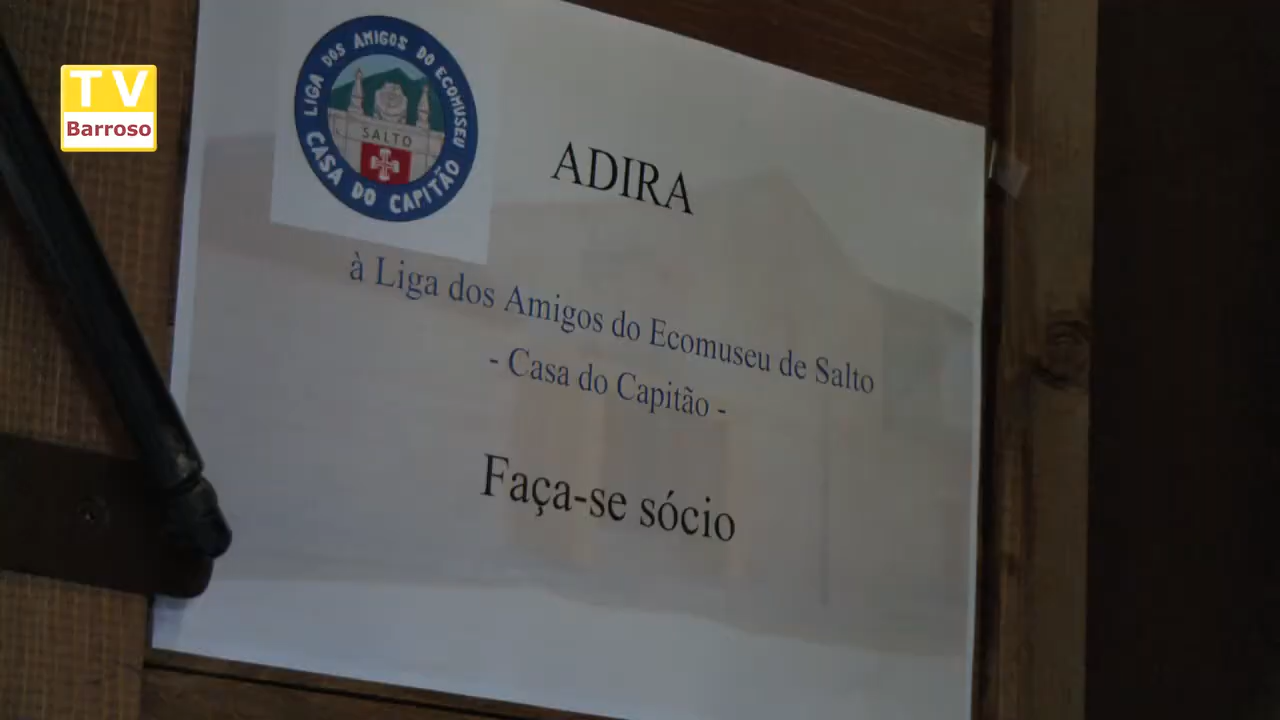 TV
Barroso
LIGA DOS AMIGOS DO ECOMUSEU
SALTO
CASA DO CAPITÃO
ADIRA
à Liga dos Amigos do Ecomuseu de Salto
- Casa do Capitão -
Faça-se sócio